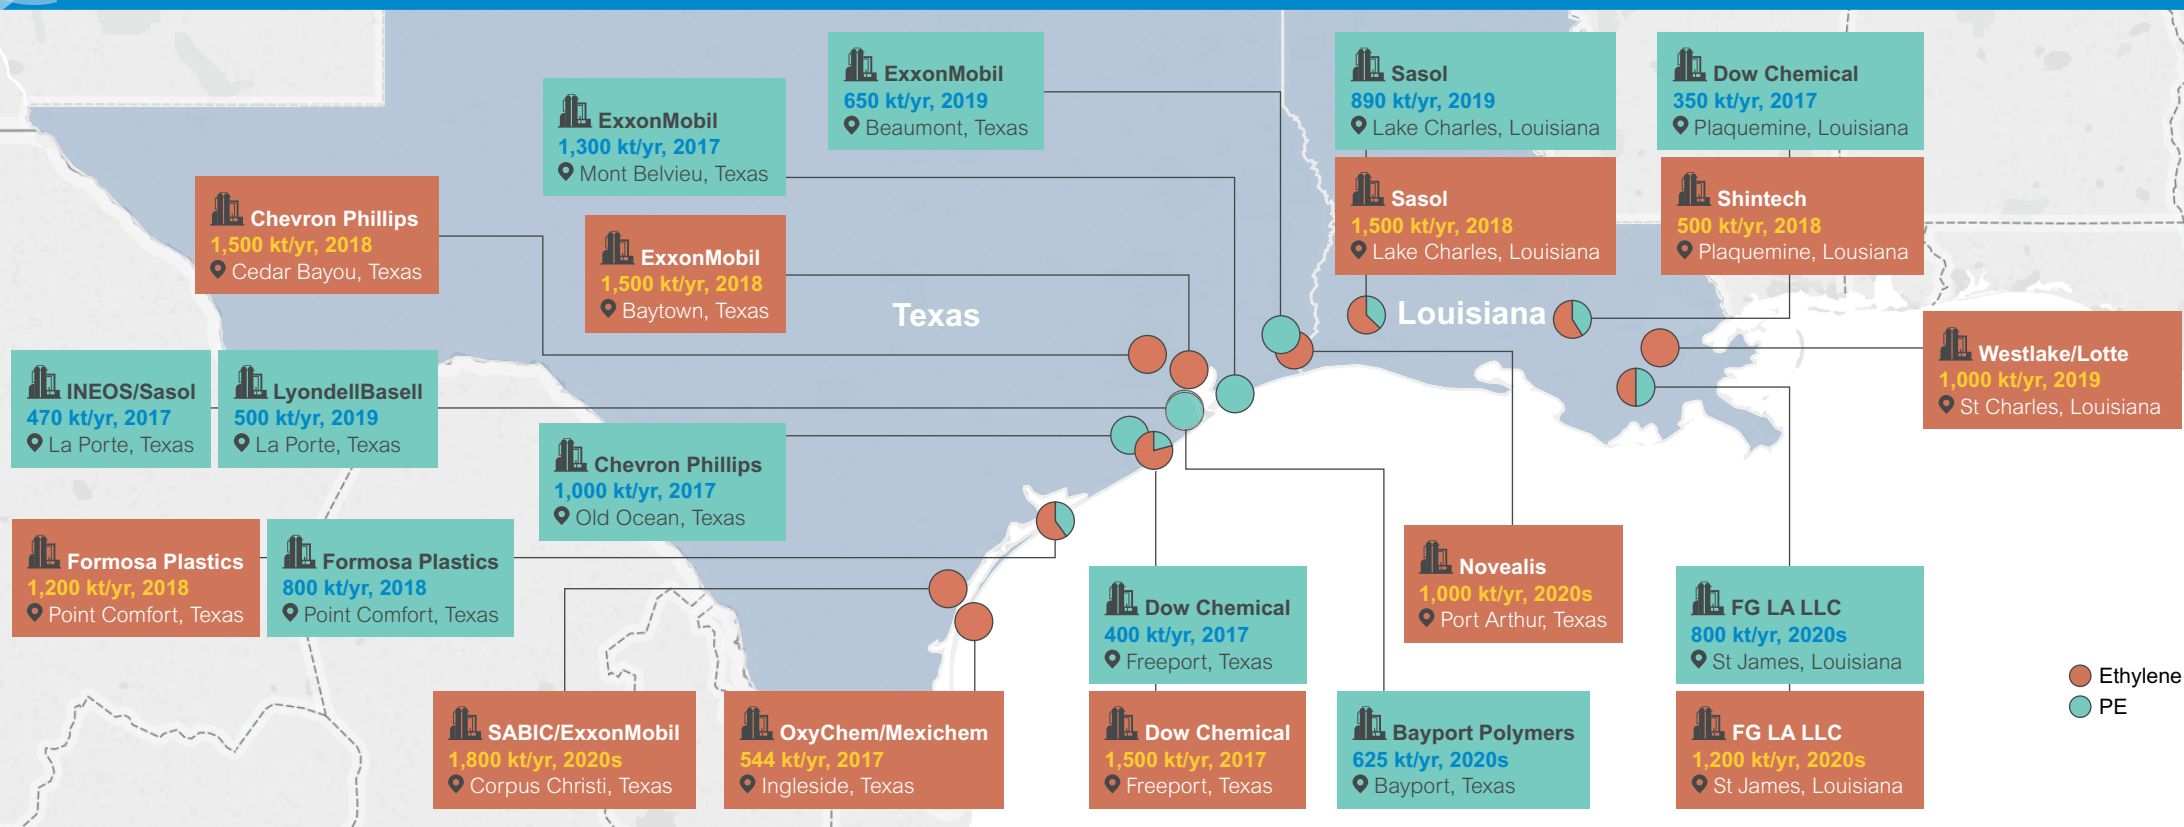 ExxonMobil
650 kt/yr, 2019
Beaumont, Texas
Sasol
890 kt/yr, 2019
Lake Charles, Louisiana
Dow Chemical
350 kt/yr, 2017
Plaquemine, Louisiana
ExxonMobil
1,300 kt/yr, 2017
Mont Belvieu, Texas
Sasol
1,500 kt/yr, 2018
Lake Charles, Louisiana
Shintech
500 kt/yr, 2018
Plaquemine, Lousiana
Chevron Phillips
1,500 kt/yr, 2018
Cedar Bayou, Texas
ExxonMobil
1,500 kt/yr, 2018
Baytown, Texas
Texas
Louisiana
Westlake/Lotte
1,000 kt/yr, 2019
St Charles, Louisiana
INEOS/Sasol
470 kt/yr, 2017
La Porte, Texas
LyondellBasell
500 kt/yr, 2019
La Porte, Texas
Chevron Phillips
1,000 kt/yr, 2017
Old Ocean, Texas
Formosa Plastics
1,200 kt/yr, 2018
Point Comfort, Texas
Formosa Plastics
800 kt/yr, 2018
Point Comfort, Texas
Novealis
1,000 kt/yr, 2020s
Port Arthur, Texas
Dow Chemical
400 kt/yr, 2017
Freeport, Texas
FG LA LLC
800 kt/yr, 2020s
St James, Louisiana
SABIC/ExxonMobil
1,800 kt/yr, 2020s
Corpus Christi, Texas
OxyChem/Mexichem
544 kt/yr, 2017
Ingleside, Texas
Dow Chemical
1,500 kt/yr, 2017
Freeport, Texas
Bayport Polymers
625 kt/yr, 2020s
Bayport, Texas
FG LA LLC
1,200 kt/yr, 2020s
St James, Louisiana
Ethylene
PE